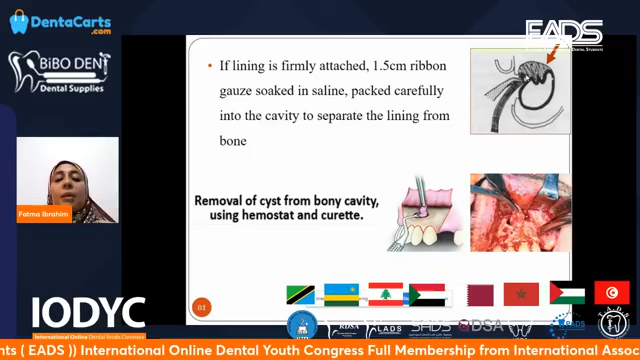 DentaCarts
.com
BiBO DENT
Dental Supplies
EADS
• If lining is firmly attached, 1.5cm ribbon
gauze soaked in saline, packed carefully
into the cavity to separate the lining from
bone
Removal of cyst from bony cavity,
using hemostat and curette.
Fatma Ibrahim
IODYC
International Online Dental Youth Congress
nts ( EADS )) International Online Dental Youth Congress Full Membership from International Asso